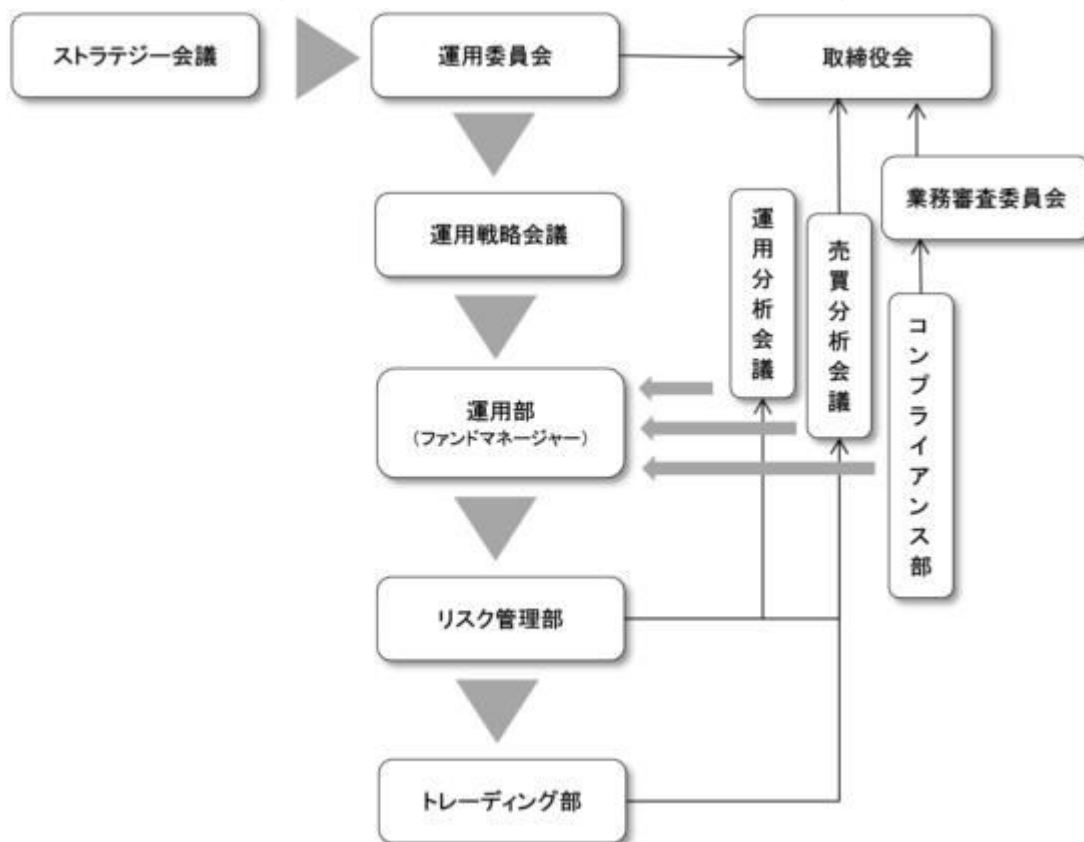 ストラテジー会議
運用委員会
取締役会
業務審査委員会
運用戦略会議
運用分析会議
売買分析会議
コンプライアンス部
運用部
(ファンドマネージャー)
リスク管理部
トレーディング部